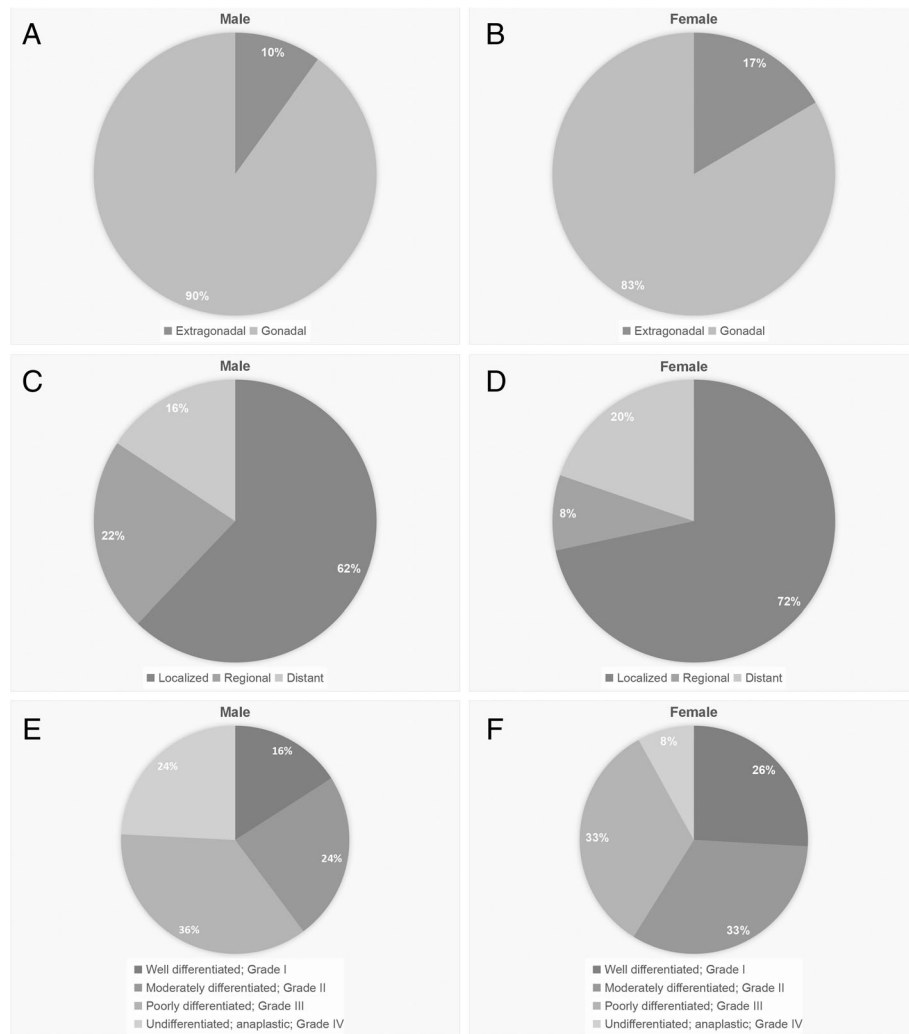 A
Male
10%
90%
Extragonadal Gonadal
B
Female
17%
83%
Extragonadal Gonadal
C
Male
16%
22%
62%
Localized Regional Distant
D
Female
20%
8%
72%
Localized Regional Distant
E
Male
24%
16%
24%
36%
Well differentiated; Grade I
Moderately differentiated; Grade II
Poorly differentiated; Grade III
Undifferentiated; anaplastic; Grade IV
F
Female
8%
26%
33%
33%
Well differentiated; Grade I
Moderately differentiated; Grade II
Poorly differentiated; Grade III
Undifferentiated; anaplastic; Grade IV